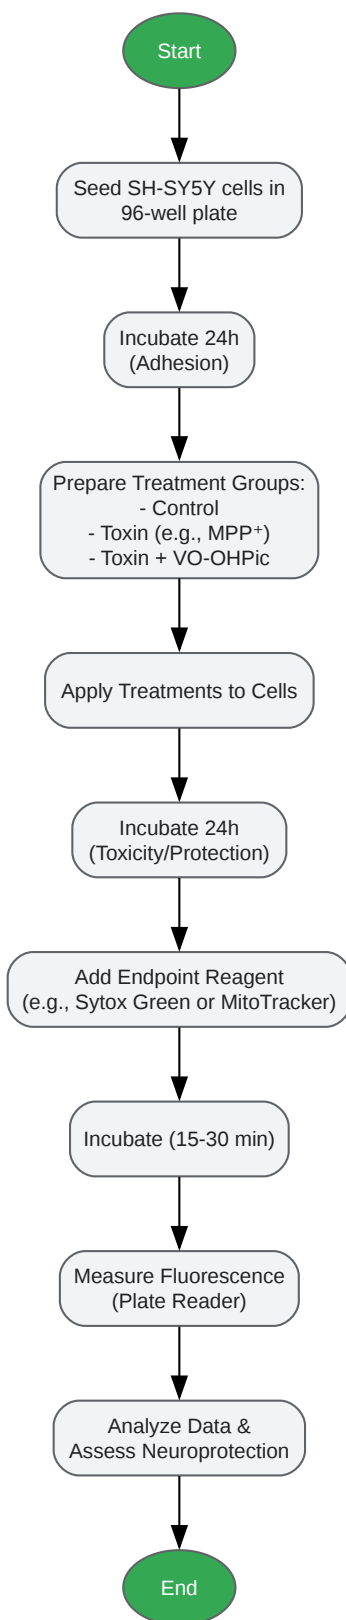 Start
Seed SH-SY5Y cells in
96-well plate
Incubate 24h
(Adhesion)
Prepare Treatment Groups:
- Control
- Toxin (e.g., MPP⁺)
- Toxin + VO-OHPic
Apply Treatments to Cells
Incubate 24h
(Toxicity/Protection)
Add Endpoint Reagent
(e.g., Sytox Green or MitoTracker)
Incubate (15-30 min)
Measure Fluorescence
(Plate Reader)
Analyze Data &
Assess Neuroprotection
End